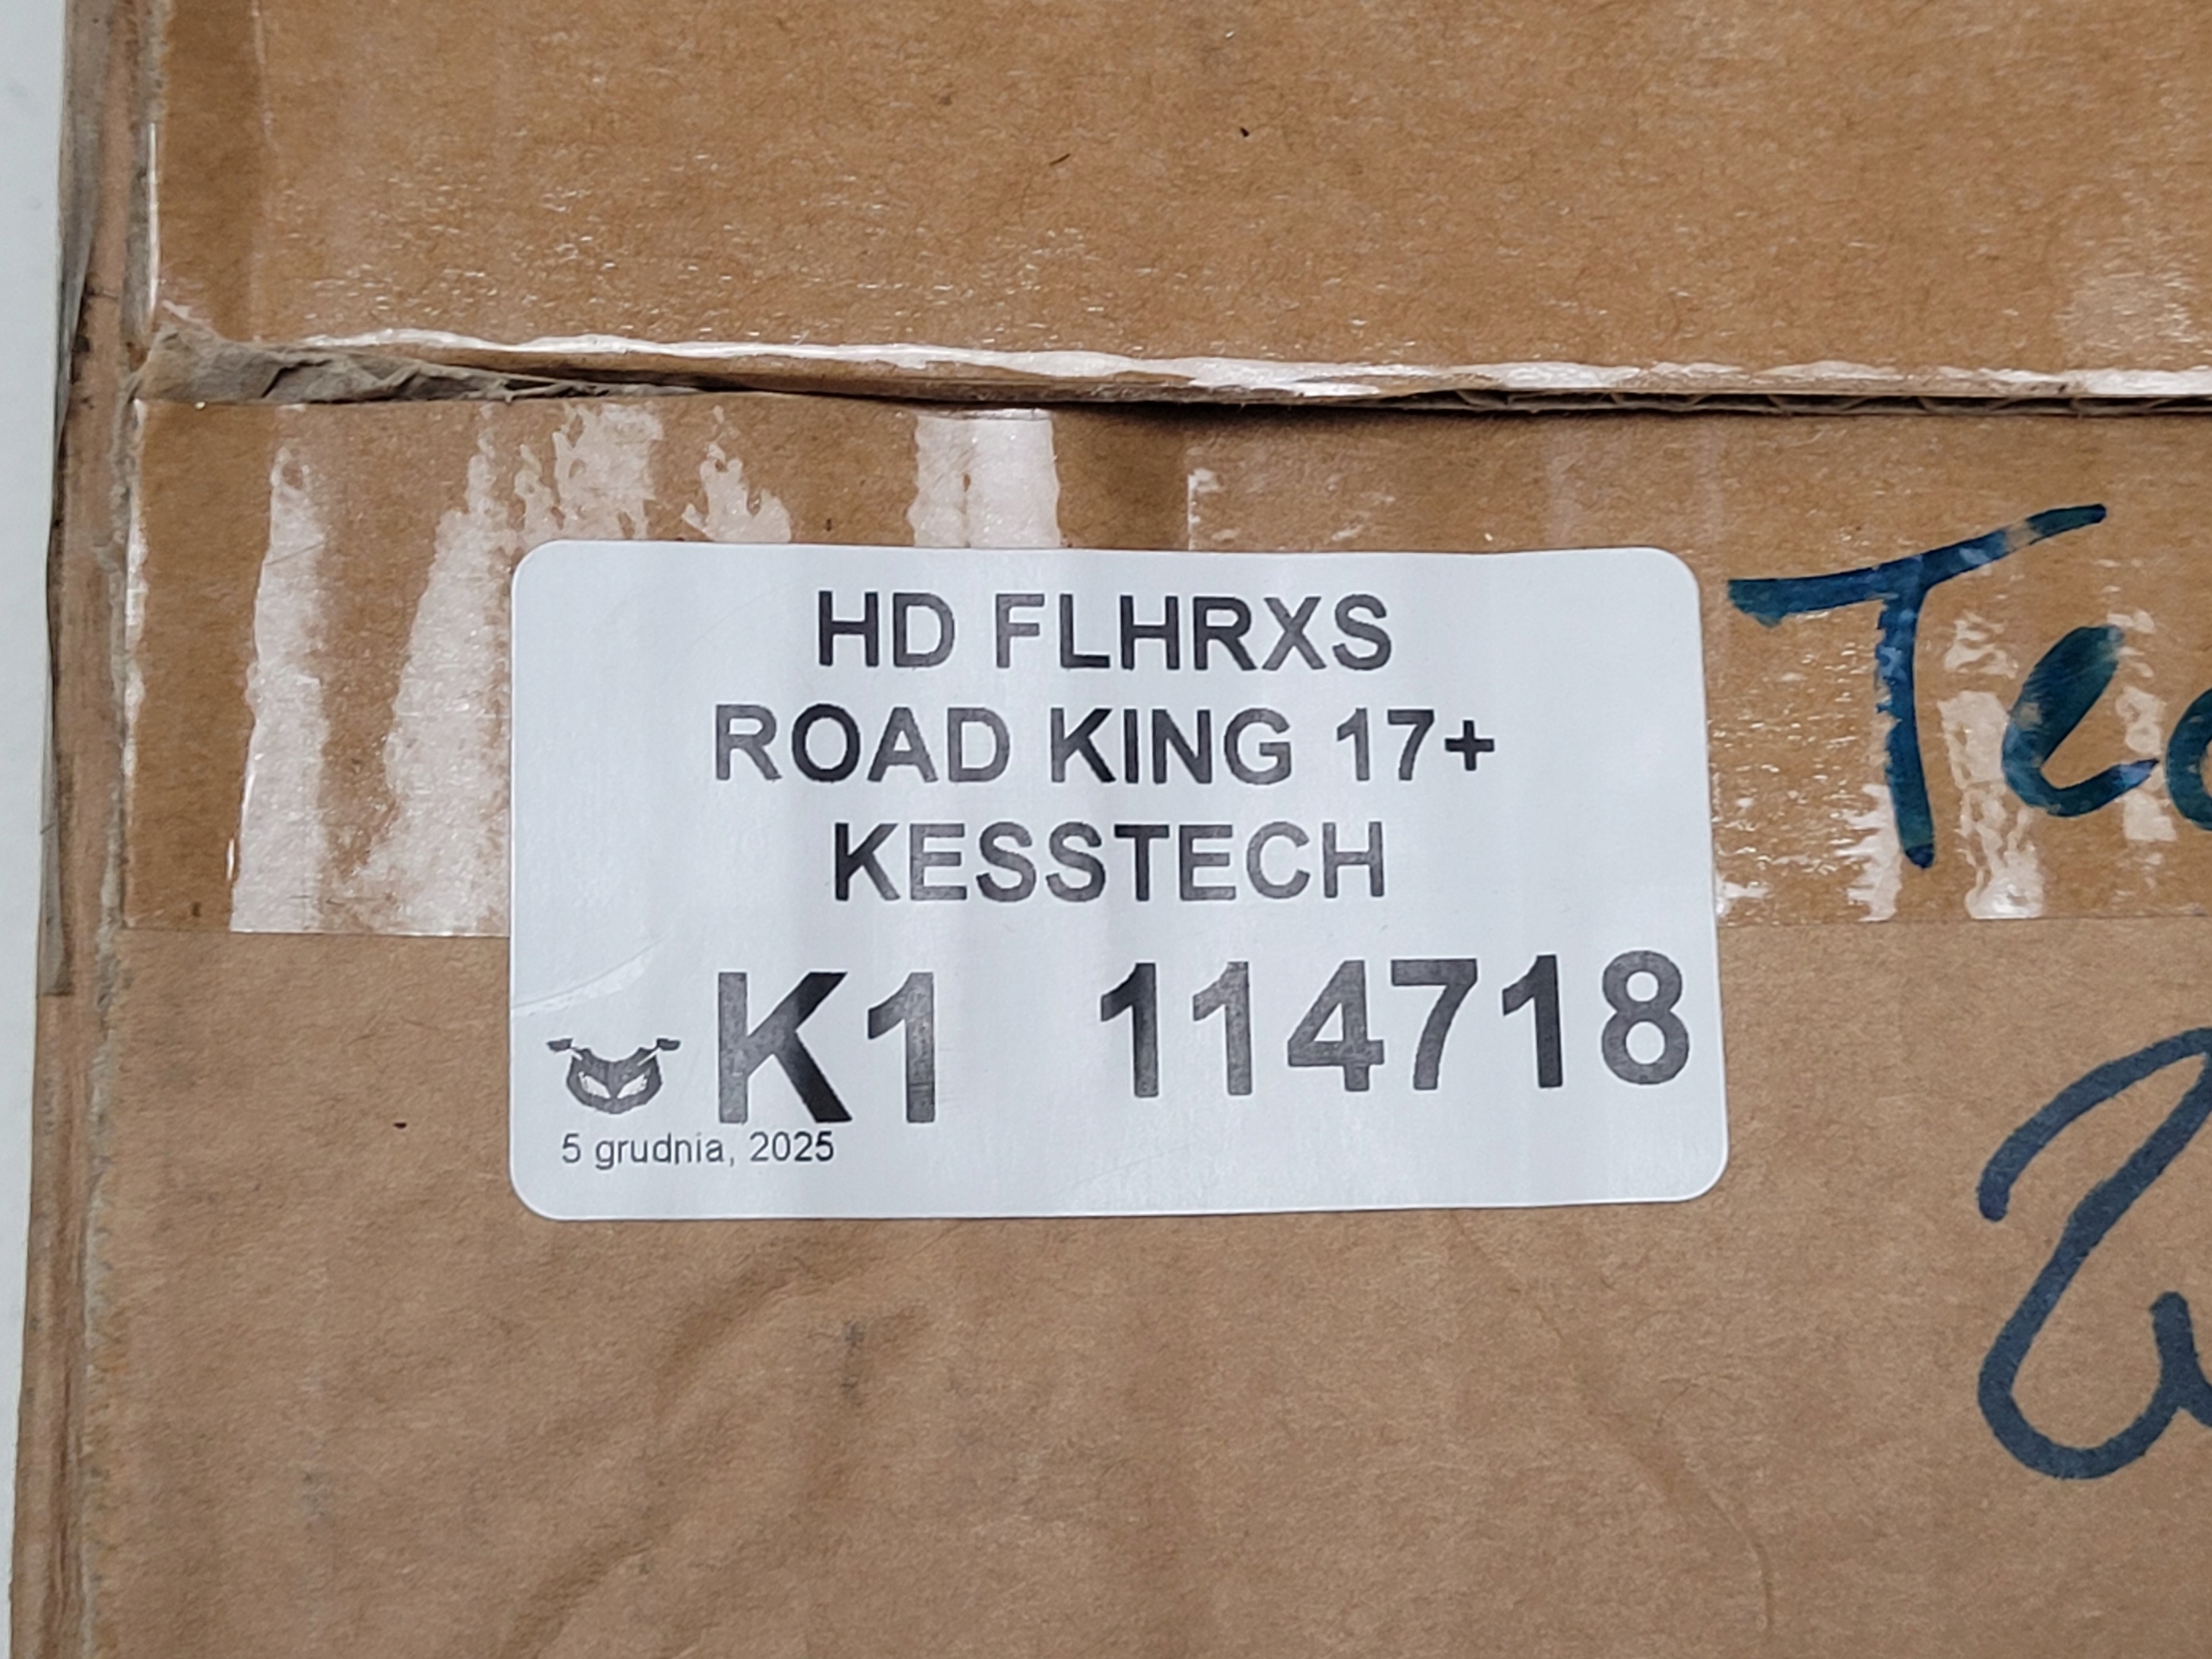 HD FLHRXS
ROAD KING 17+
KESSTECH
K1 114718
5 grudnia, 2025